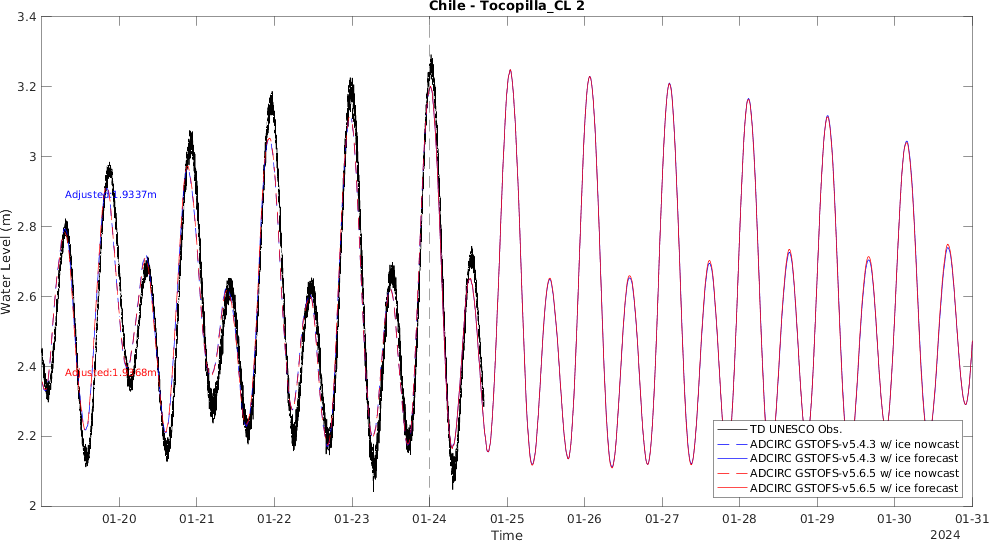 Chile - Tocopilla_CL 2
3.4
3.2
3
2.8
2.6
2.4
2.2
2
Water Level (m)
Adjusted:1.9337m
TD UNESCO Obs.
ADCIRC GSTOFS-v5.4.3 w/ ice nowcast
ADCIRC GSTOFS-v5.4.3 w/ ice forecast
ADCIRC GSTOFS-v5.6.5 w/ ice nowcast
ADCIRC GSTOFS-v5.6.5 w/ ice forecast
01-20 01-21 01-22 01-23 01-24 01-25 01-26 01-27 01-28 01-29 01-30 01-31
Time
2024